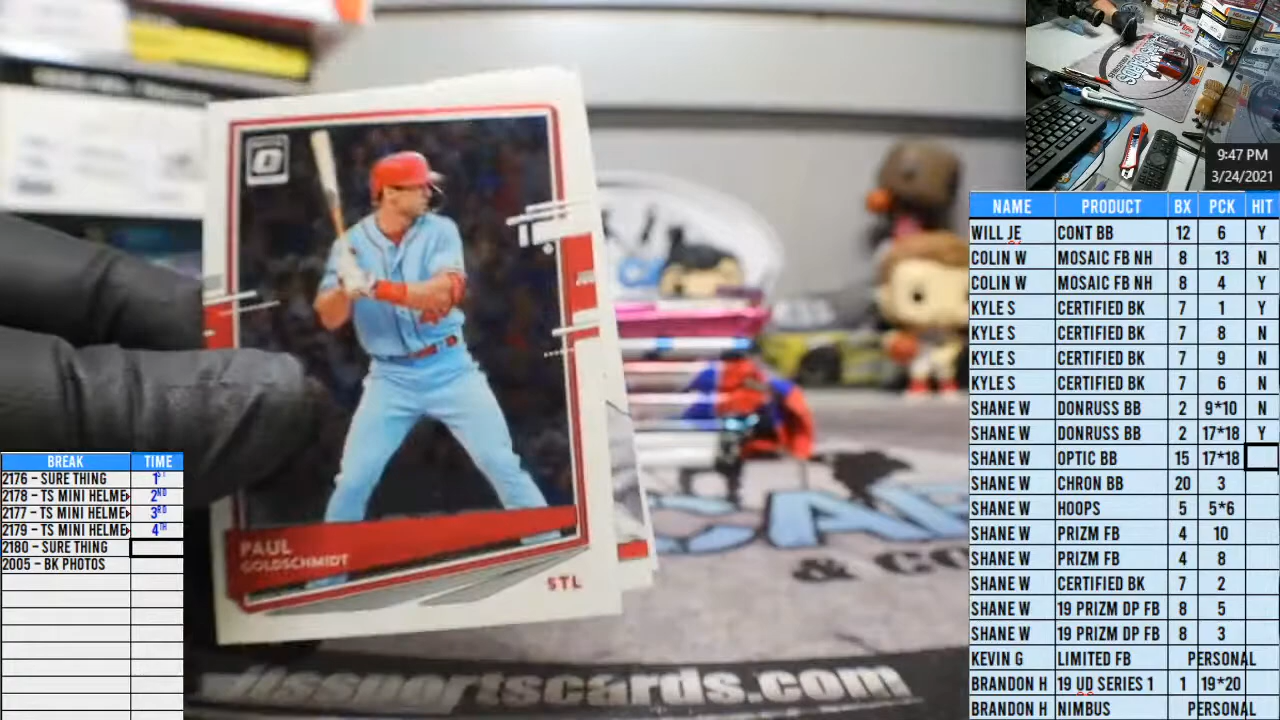 PAUL
GOLDSCHMIDT
STL
9:47 PM
3/24/2021
NAME PRODUCT BX PCK HIT
WILL JE CONT BB 12 6 Y
COLIN W MOSAIC FB NH 8 13 N
COLIN W MOSAIC FB NH 8 4 Y
KYLE S CERTIFIED BK 7 1 Y
KYLE S CERTIFIED BK 7 8 N
KYLE S CERTIFIED BK 7 9 N
KYLE S CERTIFIED BK 7 6 N
SHANE W DONRUSS BB 2 9*10 N
SHANE W DONRUSS BB 2 17*18 Y
SHANE W OPTIC BB 15 17*18
SHANE W CHRON BB 20 3
SHANE W HOOPS 5 5*6
SHANE W PRIZM FB 4 10
SHANE W PRIZM FB 4 8
SHANE W CERTIFIED BK 7 2
SHANE W 19 PRIZM DP FB 8 5
SHANE W 19 PRIZM DP FB 8 3
KEVIN G LIMITED FB PERSONAL
BRANDON H 19 UD SERIES 1 1 19*20
BRANDON H NIMBUS PERSONAL
BREAK TIME
2176 – SURE THING 1ST
2178 – TS MINI HELME 2ND
2177 – TS MINI HELME 3RD
2179 – TS MINI HELME 4TH
2180 – SURE THING
2005 – BK PHOTOS
& CO
sportscards.com